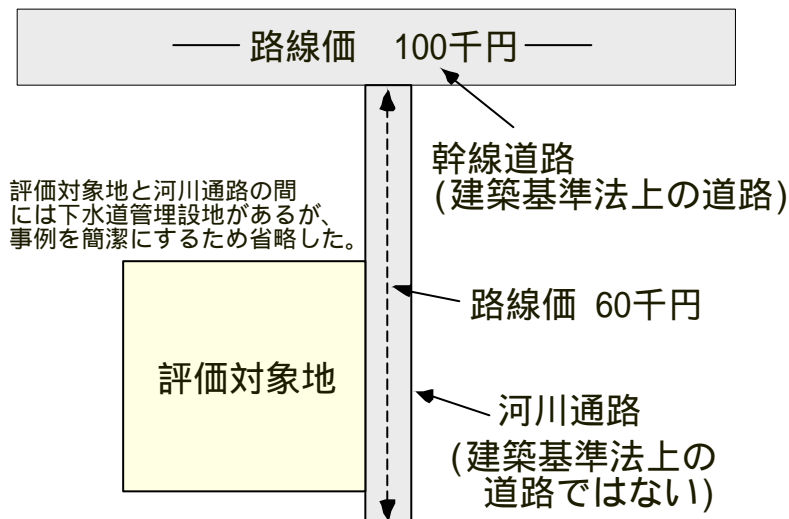 路線価 100千円
幹線道路
(建築基準法上の道路)
評価対象地と河川通路の間
には下水道管埋設地があるが、
事例を簡潔にするため省略した。
路線価 60千円
評価対象地
河川通路
(建築基準法上の
道路ではない)